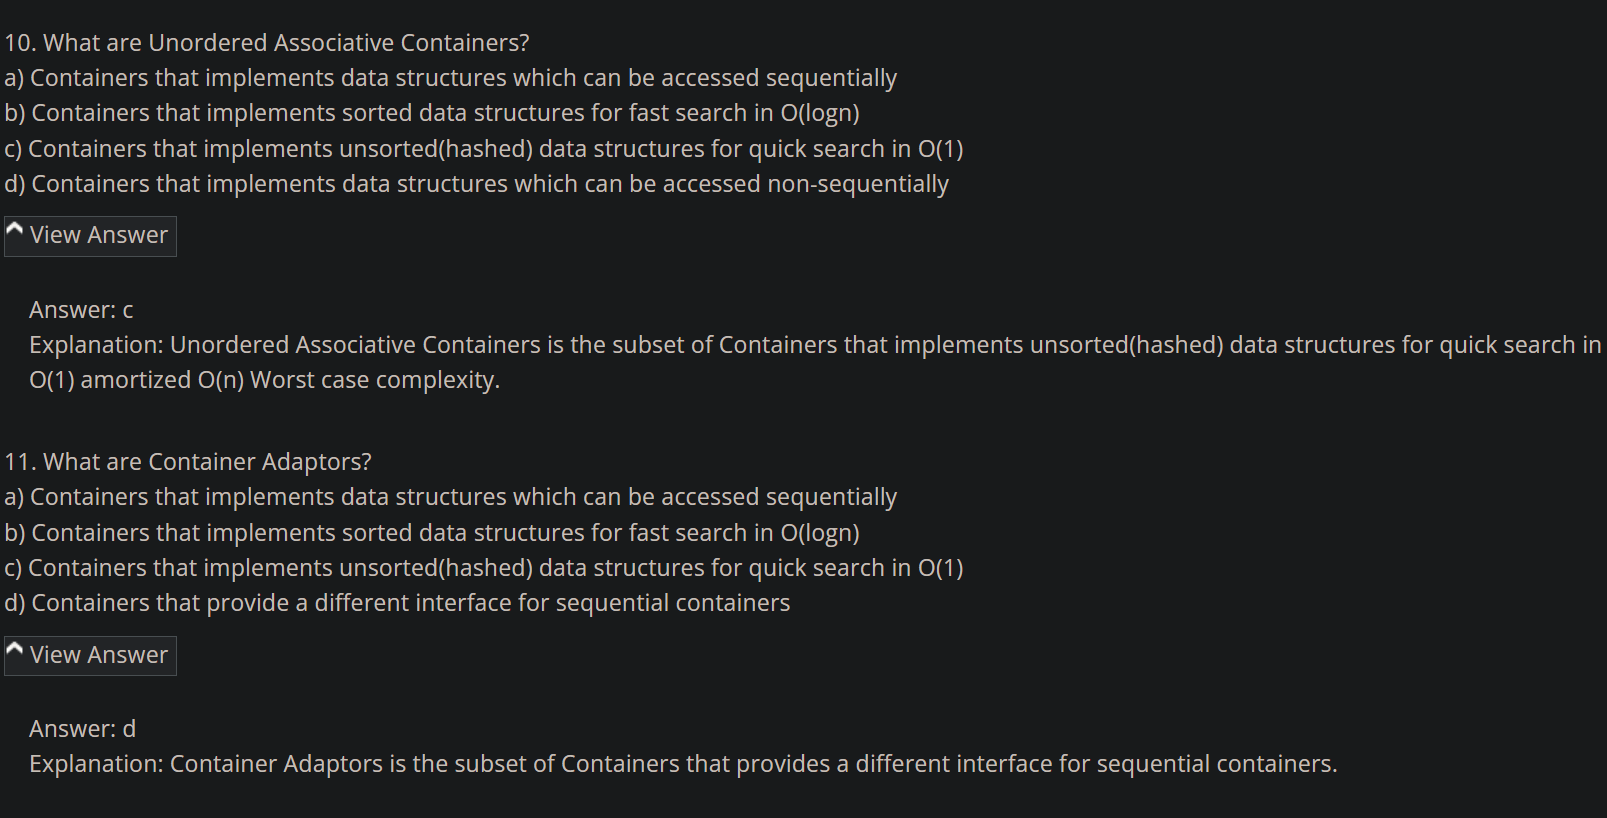 10. What are Unordered Associative Containers?
a) Containers that implements data structures which can be accessed sequentially
b) Containers that implements sorted data structures for fast search in O(logn)
c) Containers that implements unsorted(hashed) data structures for quick search in O(1)
d) Containers that implements data structures which can be accessed non-sequentially
View Answer
Answer: c
Explanation: Unordered Associative Containers is the subset of Containers that implements unsorted(hashed) data structures for quick search in
O(1) amortized O(n) Worst case complexity.
11. What are Container Adaptors?
a) Containers that implements data structures which can be accessed sequentially
b) Containers that implements sorted data structures for fast search in O(logn)
c) Containers that implements unsorted(hashed) data structures for quick search in O(1)
d) Containers that provide a different interface for sequential containers
View Answer
Answer: d
Explanation: Container Adaptors is the subset of Containers that provides a different interface for sequential containers.